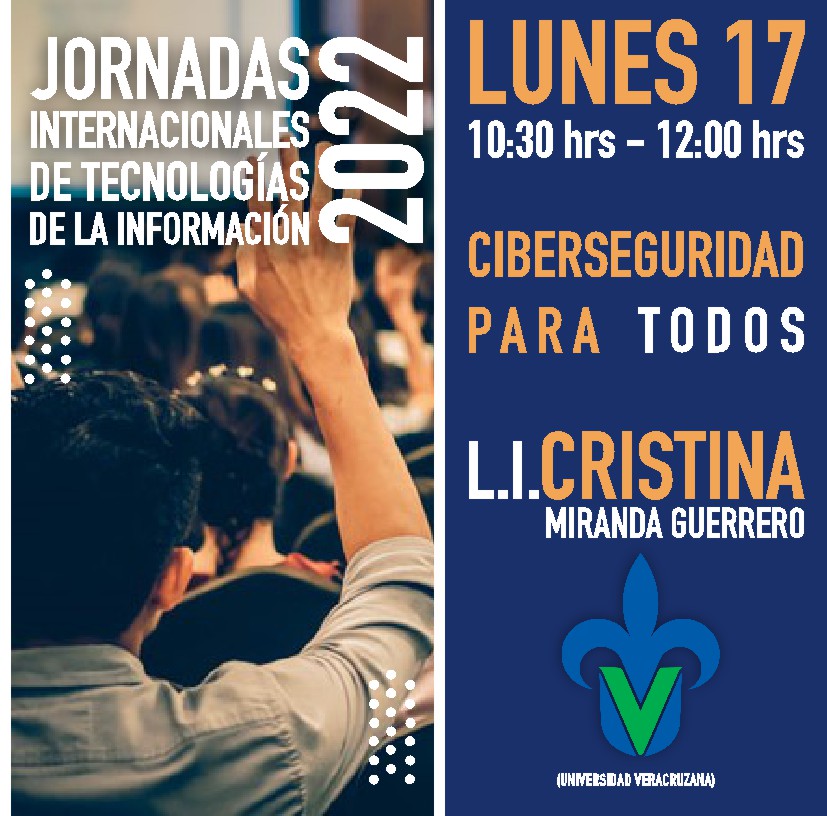 JORNADAS
INTERNACIONALES
DE TECNOLOGÍAS
DE LA INFORMACIÓN
2022
LUNES 17
10:30 hrs – 12:00 hrs
CIBERSEGURIDAD
PARA TODOS
L.I.CRISTINA
MIRANDA GUERRERO
V
(UNIVERSIDAD VERACRUZANA)